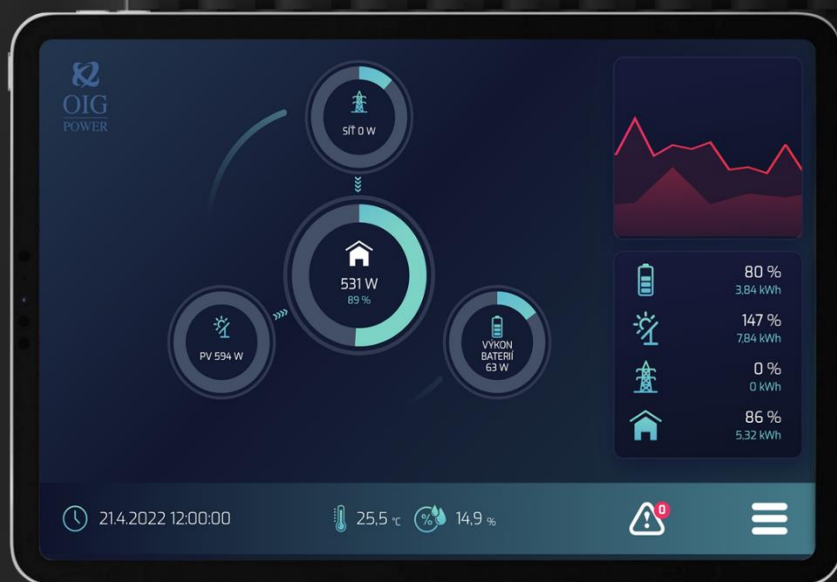 OIG
POWER
SÍŤ 0 W
531 W
89 %
PV 594 W
VÝKON
BATERIÍ
63 W
80 %
3,84 kWh
147 %
7,84 kWh
0 %
0 kWh
86 %
5,32 kWh
21.4.2022 12:00:00
25,5 °C
%
14,9 %
0